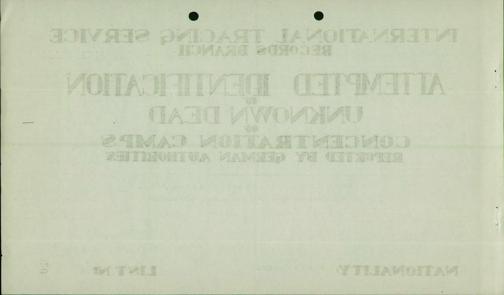 INTERNATIONAL TRACING SERVICE
RECORDS BRANCH
ATTEMPTED IDENTIFICATION
OF
UNKNOWN DEAD
OF
CONCENTRATION CAMPS
REPORTED BY GERMAN AUTHORITIES
NATIONALITY LIST Nº